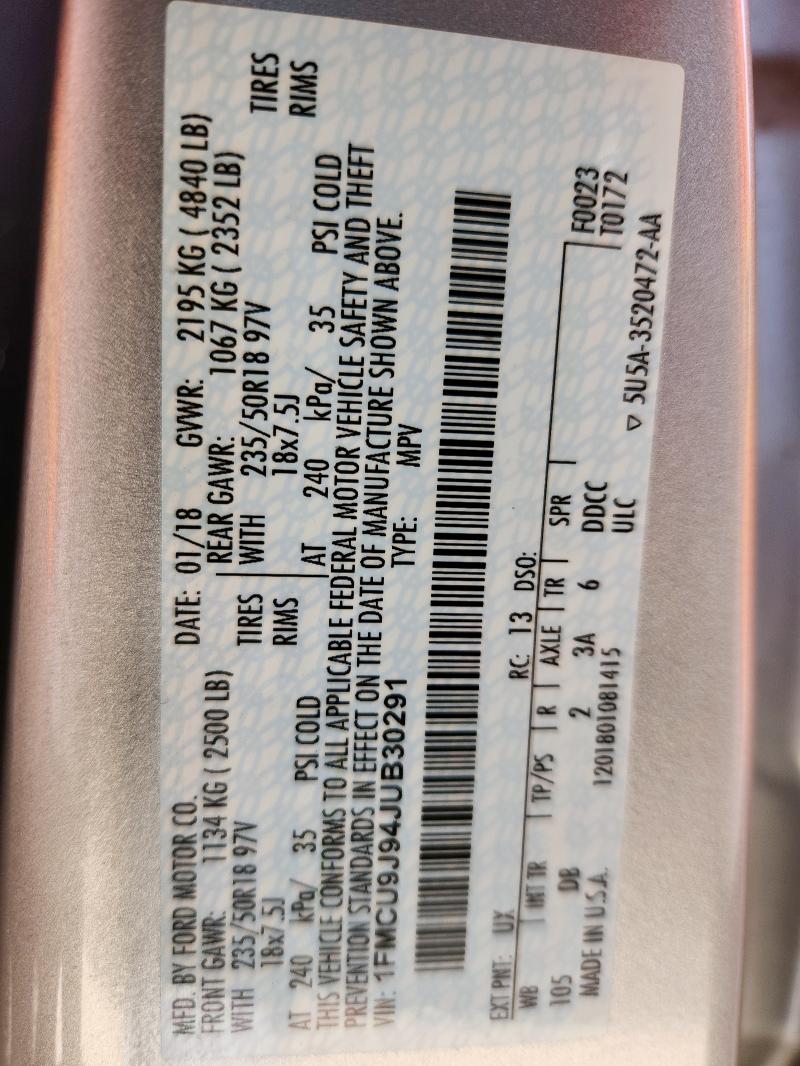 MFD. BY FORD MOTOR CO. DATE: 01/18 GVWR: 2195 KG ( 4840 LB)
FRONT GAWR: 1134 KG ( 2500 LB) REAR GAWR: 1067 KG ( 2352 LB)
WITH 235/50R18 97V TIRES WITH 235/50R18 97V TIRES
18x7.5J RIMS 18x7.5J RIMS
AT 240 kPa/ 35 PSI COLD AT 240 kPa/ 35 PSI COLD
THIS VEHICLE CONFORMS TO ALL APPLICABLE FEDERAL MOTOR VEHICLE SAFETY AND THEFT
PREVENTION STANDARDS IN EFFECT ON THE DATE OF MANUFACTURE SHOWN ABOVE.
VIN: 1FMCU9J94JUB30291 TYPE: MPV
EXT PNT: UX RC: 13 DSO:
WB INT TR TP/PS R AXLE TR SPR F0023
105 DB 2 3A 6 DDCC T0172
MADE IN U.S.A. 1201801081415 ULC ▽ 5U5A-3520472-AA